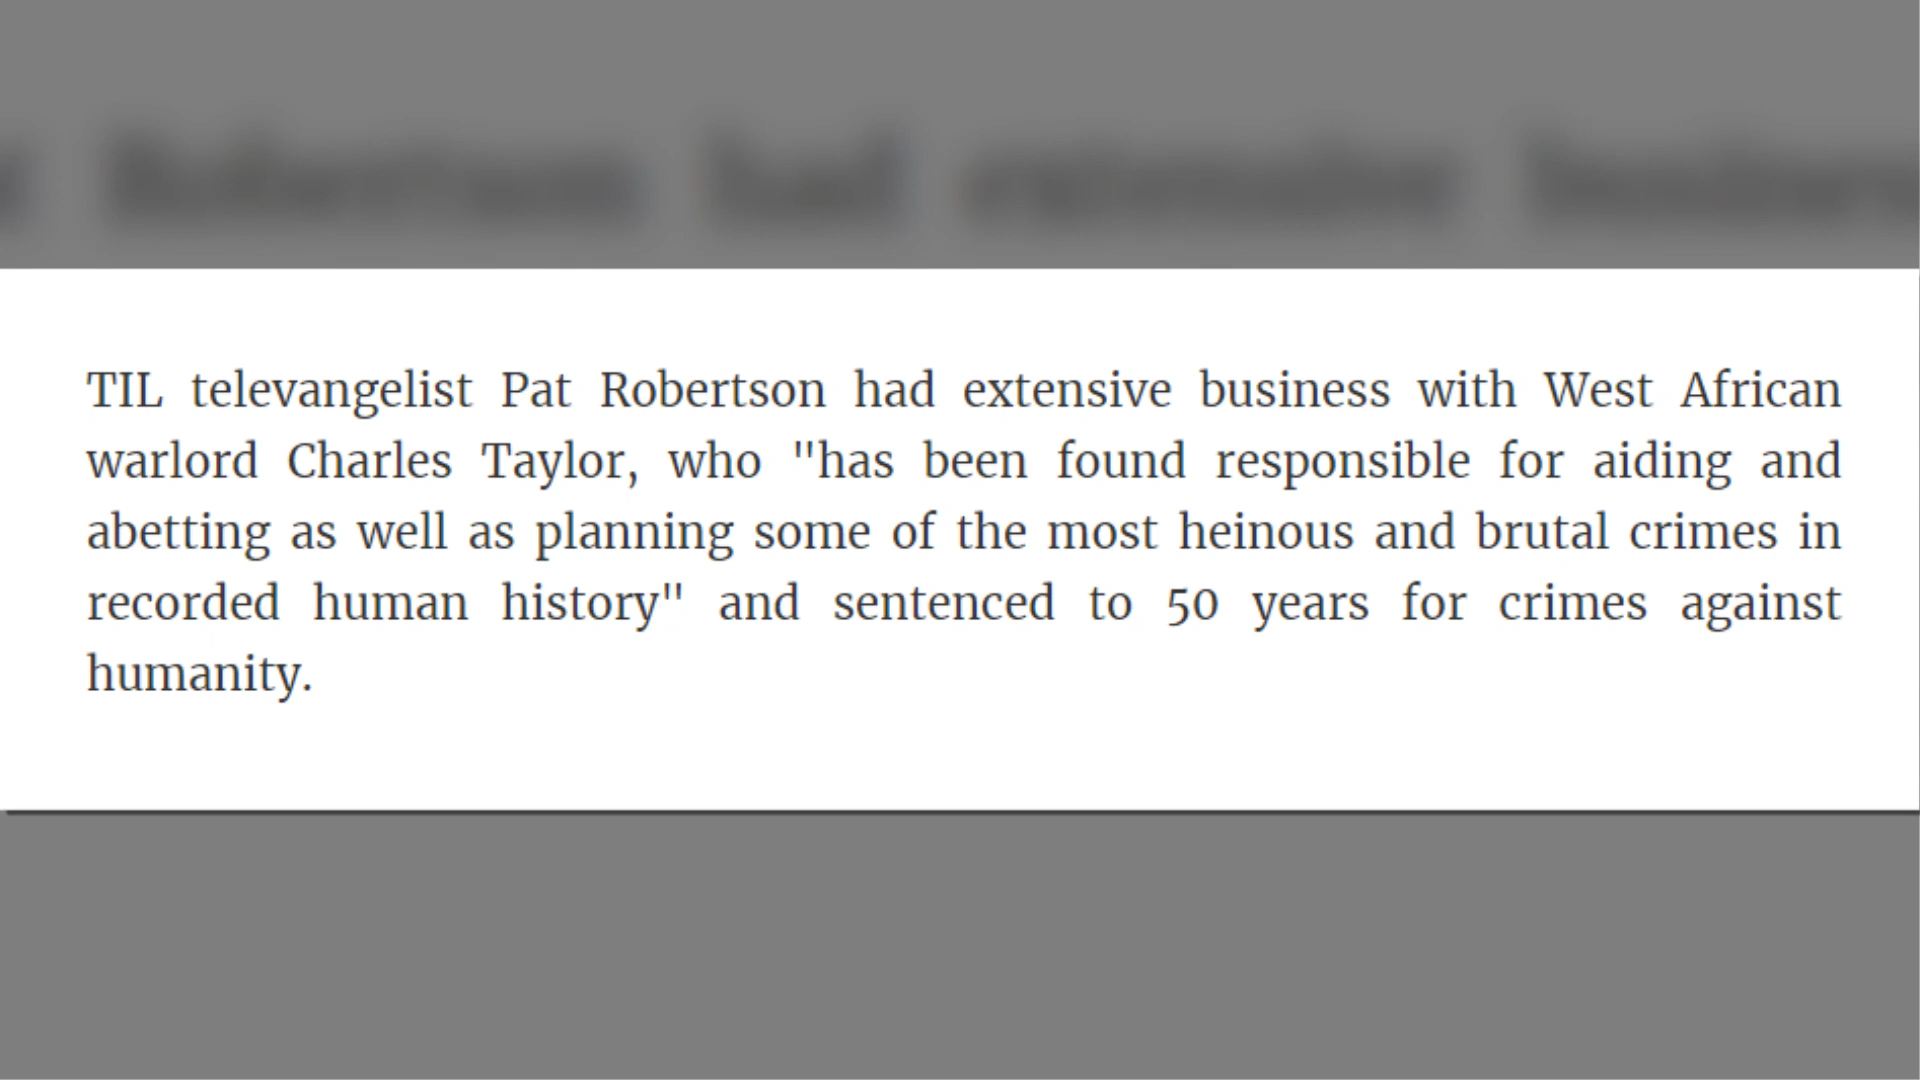 TIL televangelist Pat Robertson had extensive business with West African
warlord Charles Taylor, who "has been found responsible for aiding and
abetting as well as planning some of the most heinous and brutal crimes in
recorded human history" and sentenced to 50 years for crimes against
humanity.